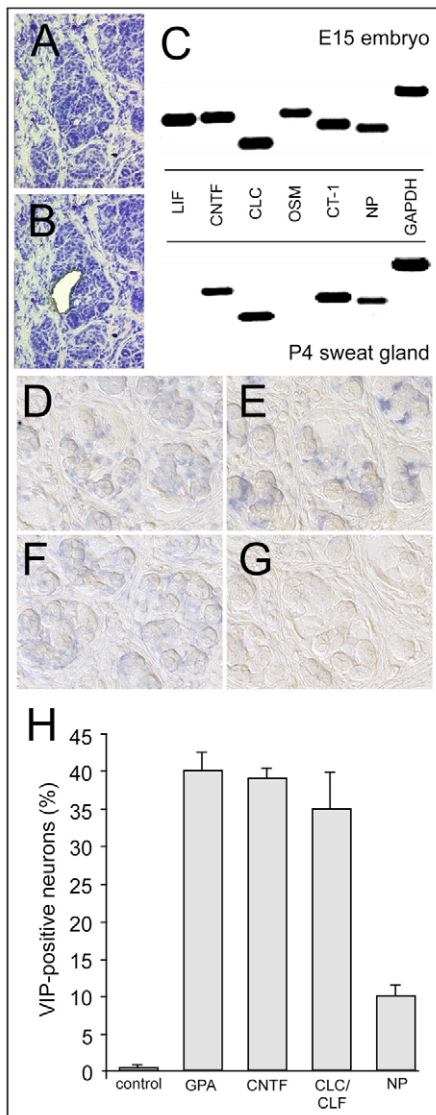 A
C
E15 embryo
LIF
CNTF
CLC
OSM
CT-1
NP
GAPDH
B
P4 sweat gland
D
E
F
G
H
VIP-positive neurons (%)
45
40
35
30
25
20
15
10
5
0
control
GPA
CNTF
CLC/
CLF
NP